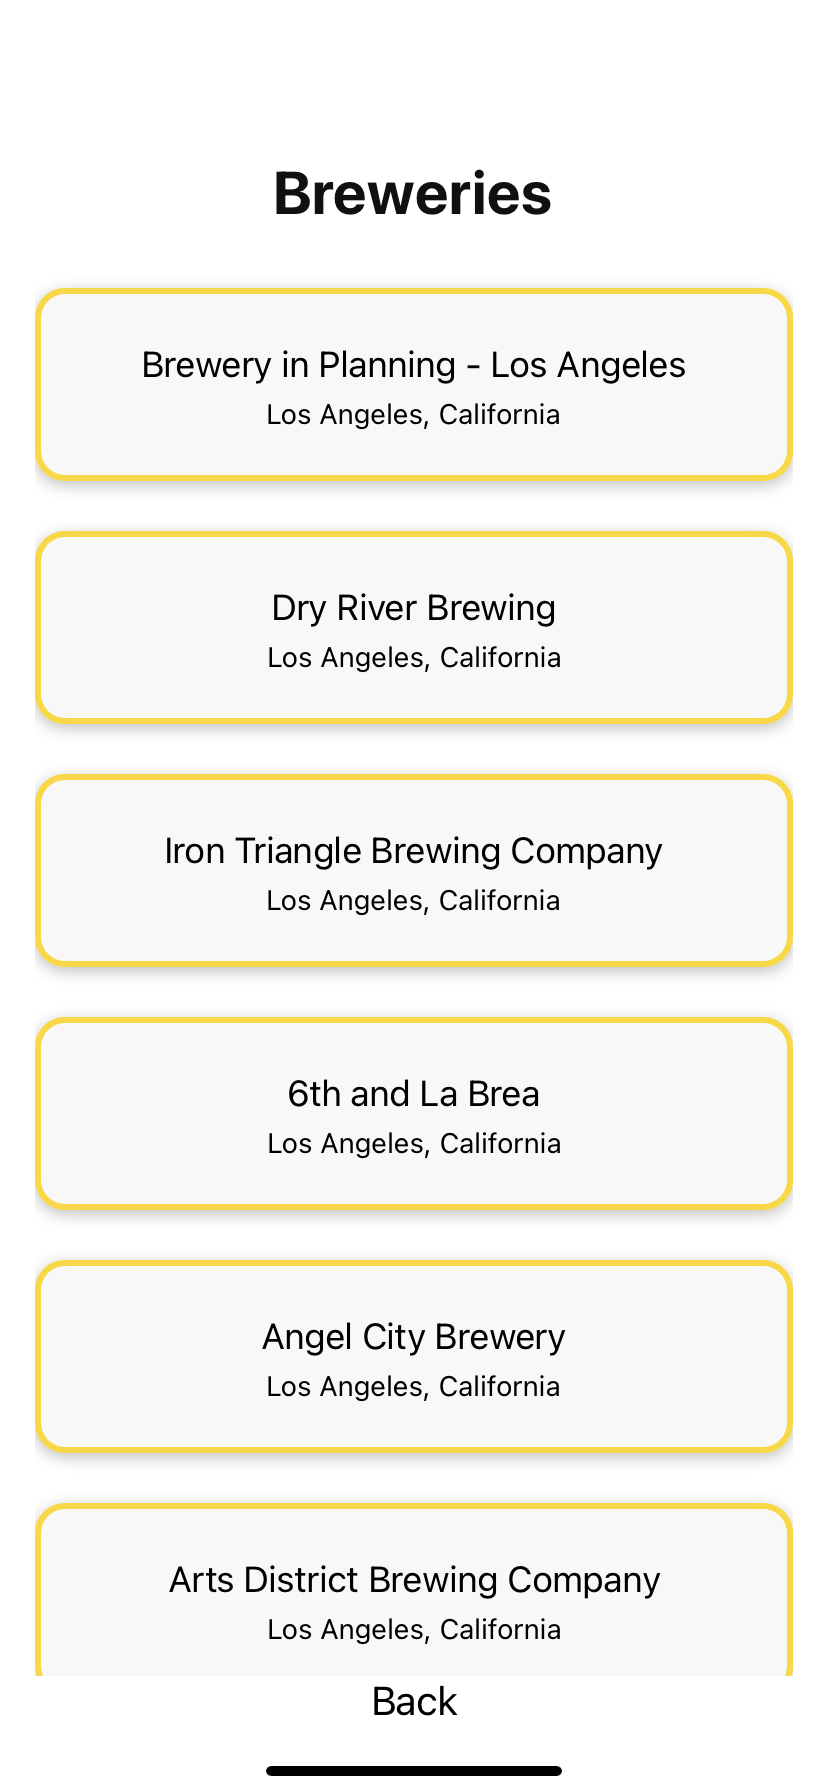 Breweries
Brewery in Planning - Los Angeles
Los Angeles, California
Dry River Brewing
Los Angeles, California
Iron Triangle Brewing Company
Los Angeles, California
6th and La Brea
Los Angeles, California
Angel City Brewery
Los Angeles, California
Arts District Brewing Company
Los Angeles, California
Back